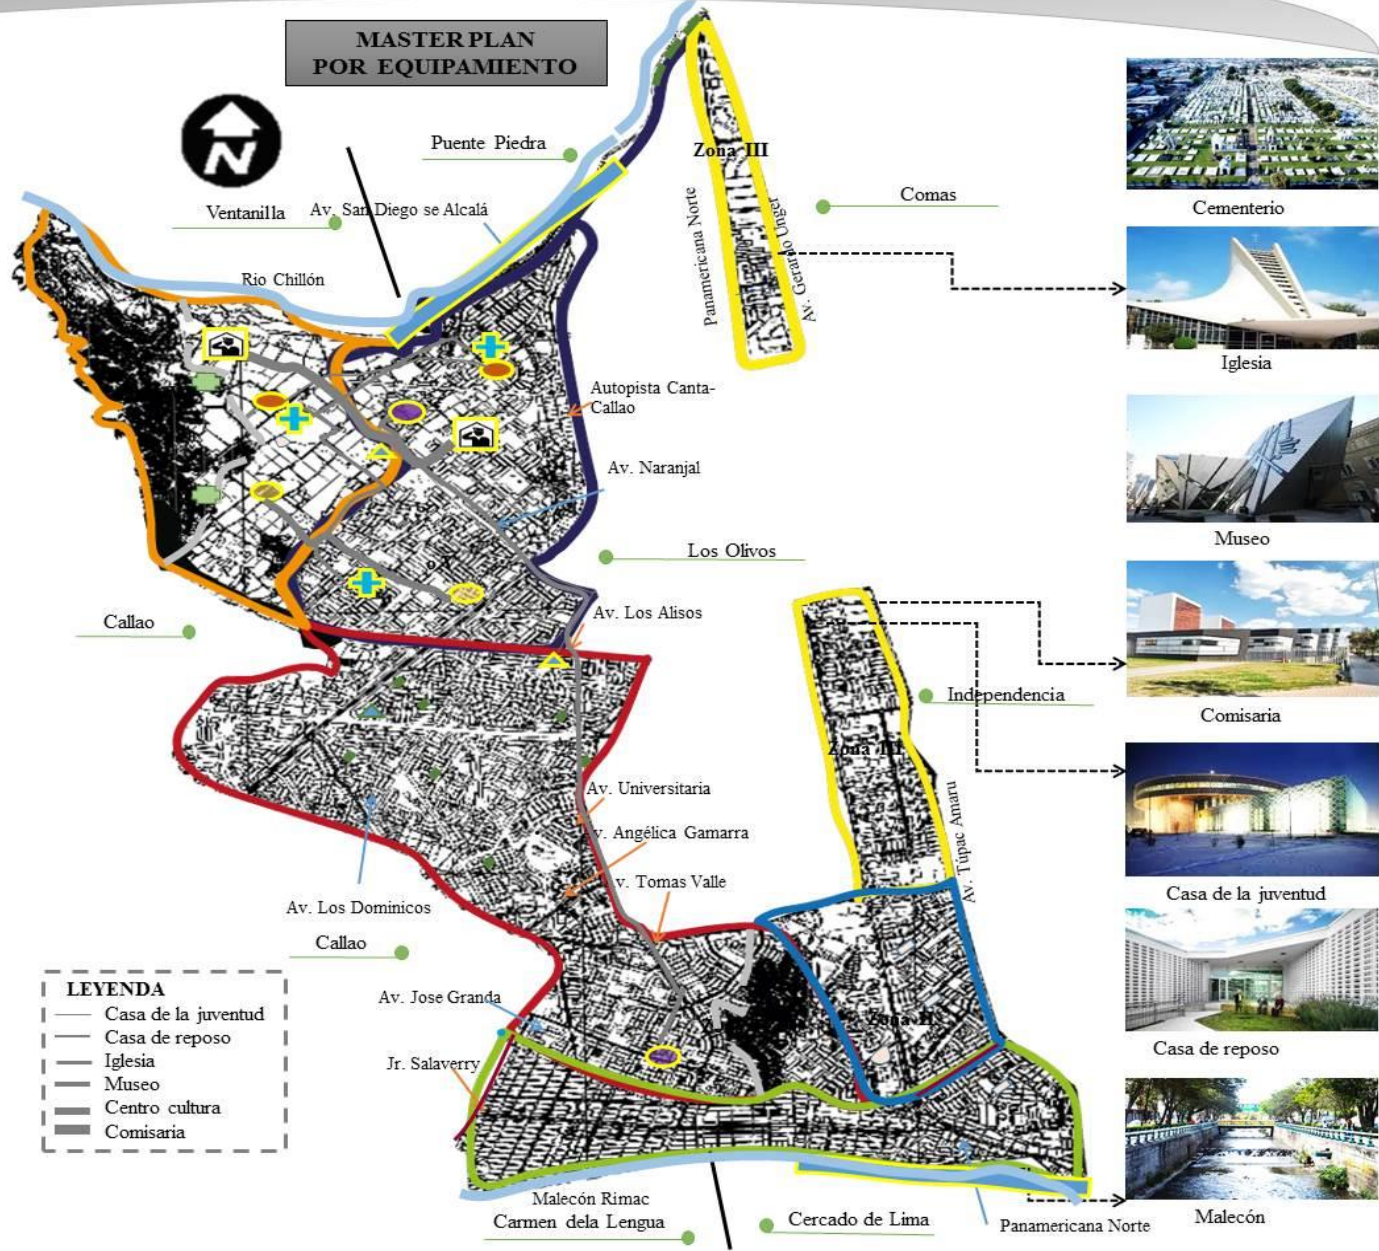 MASTER PLAN
POR EQUIPAMIENTO
N
Puente Piedra
Ventanilla
Av. San Diego se Alcalá
Rio Chillón
Zona III
Panamericana Norte
Av. Gerardo Unger
Comas
Cementerio
Iglesia
Autopista Canta-
Callao
Av. Naranjal
Museo
Los Olivos
Callao
Av. Los Alisos
Independencia
Comisaria
Zona III
Av. Universitaria
v. Angélica Gamarra
v. Tomas Valle
Av. Túpac Amaru
Casa de la juventud
Av. Los Dominicos
Callao
LEYENDA
Casa de la juventud
Casa de reposo
Iglesia
Museo
Centro cultura
Comisaria
Av. Jose Granda
Jr. Salaverry
Zona II
Casa de reposo
Malecón Rimac
Carmen dela Lengua
Cercado de Lima
Panamericana Norte
Malecón